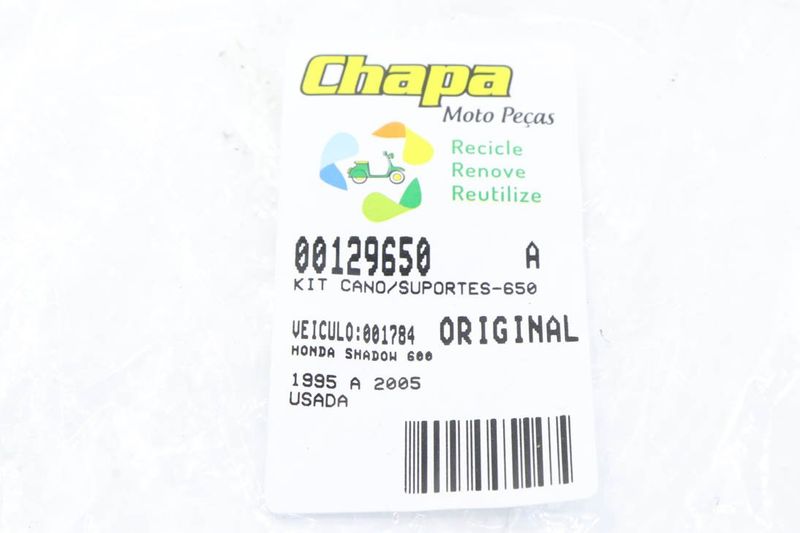 Chapa
Moto Peças
Recicle
Renove
Reutilize
00129650 A
KIT CANO/SUPORTES-650
VEICULO:001784 ORIGINAL
HONDA SHADOW 600
1995 A 2005
USADA